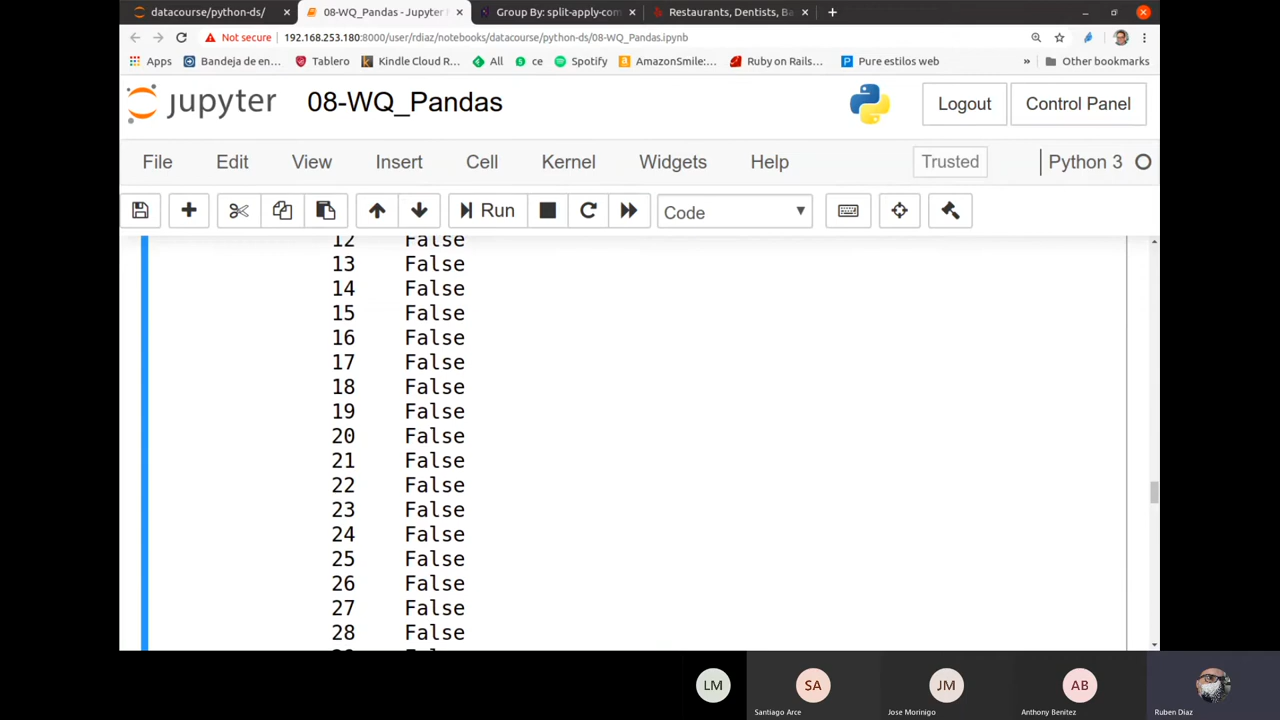 datacourse/python-ds/
08-WQ_Pandas - Jupyter
Group By: split-apply-com
Restaurants, Dentists, Ba
Not secure
192.168.253.180:8000/user/rdiaz/notebooks/datacourse/python-ds/08-WQ_Pandas.ipynb
Apps
Bandeja de en...
Tablero
Kindle Cloud R...
All
ce
Spotify
AmazonSmile:...
Ruby on Rails...
Pure estilos web
»
Other bookmarks
jupyter
08-WQ_Pandas
Logout
Control Panel
File
Edit
View
Insert
Cell
Kernel
Widgets
Help
Trusted
Python 3
Run
Code
12 False
13 False
14 False
15 False
16 False
17 False
18 False
19 False
20 False
21 False
22 False
23 False
24 False
25 False
26 False
27 False
28 False
LM
SA
JM
AB
Santiago Arce
Jose Morinigo
Anthony Benitez
Ruben Diaz